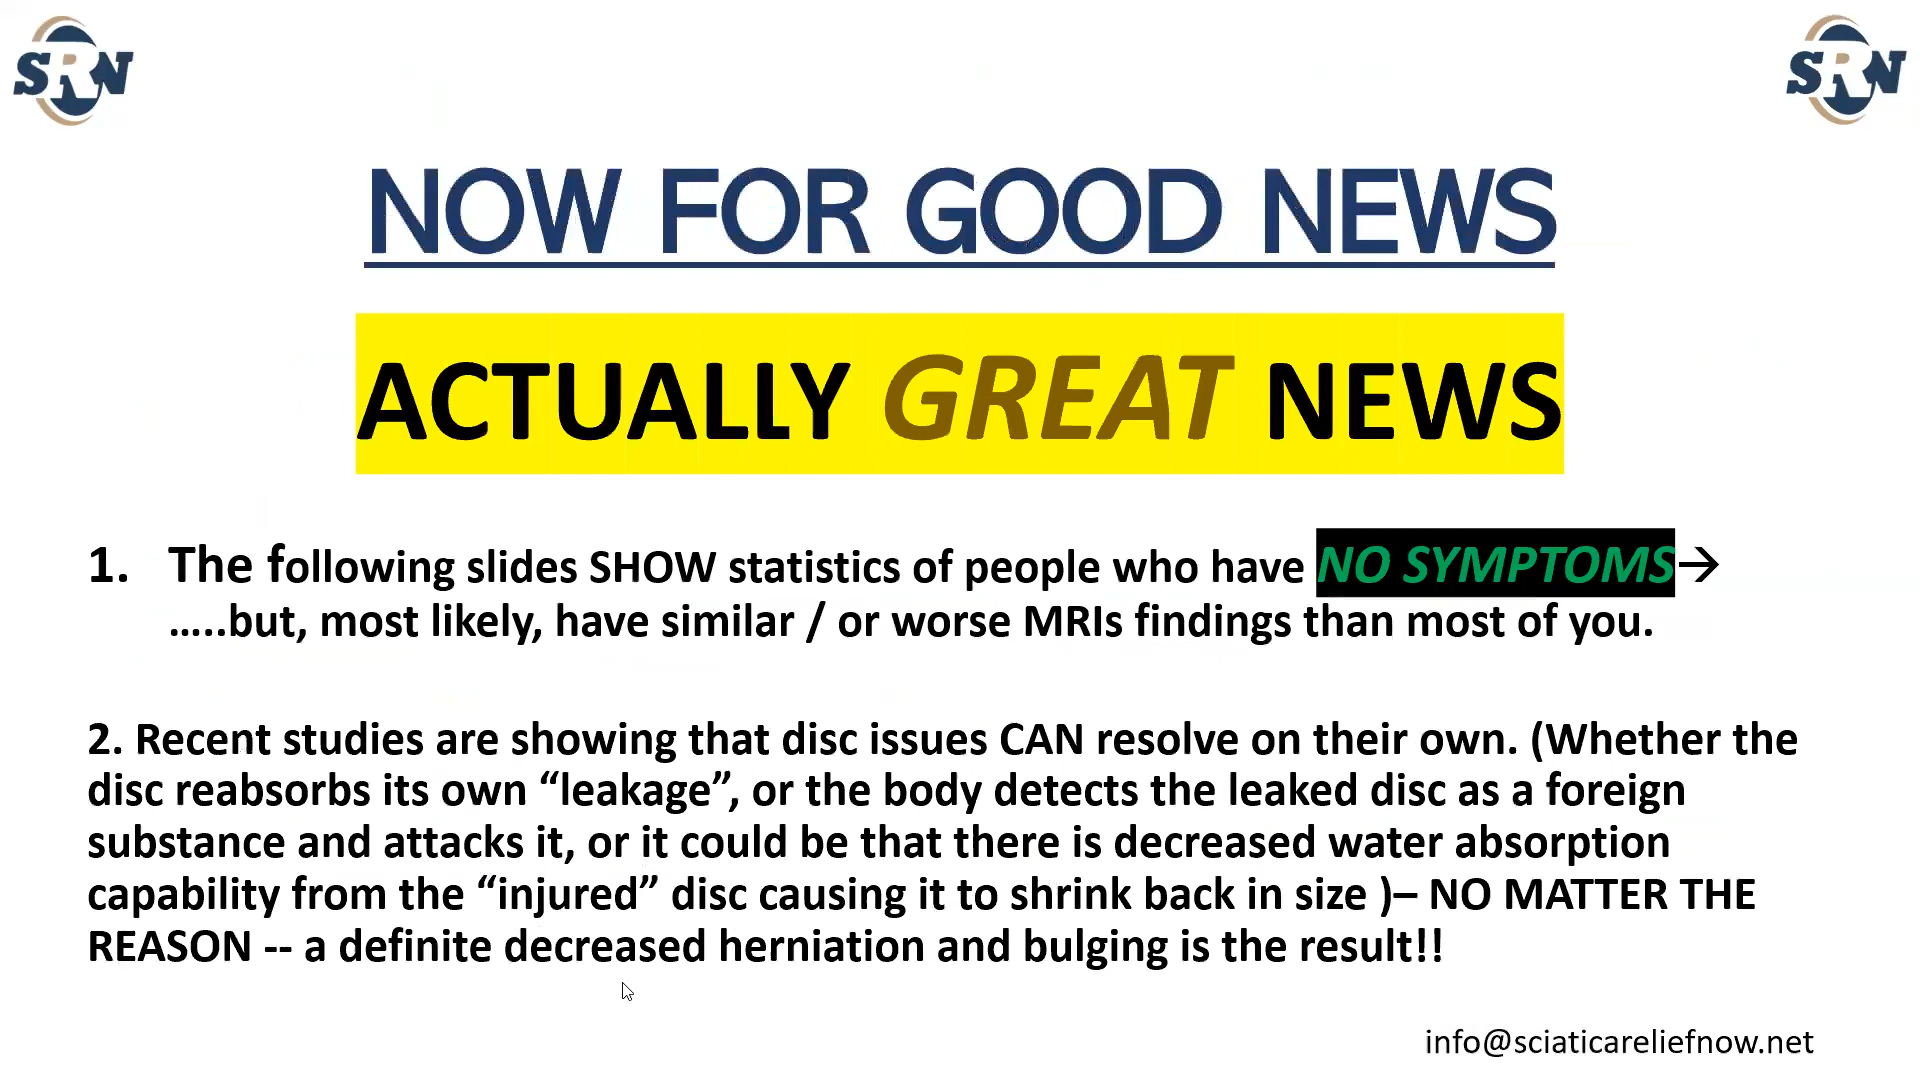 SRN
SRN
NOW FOR GOOD NEWS
ACTUALLY GREAT NEWS
1. The following slides SHOW statistics of people who have NO SYMPTOMS→
.....but, most likely, have similar / or worse MRIs findings than most of you.
2. Recent studies are showing that disc issues CAN resolve on their own. (Whether the
disc reabsorbs its own “leakage”, or the body detects the leaked disc as a foreign
substance and attacks it, or it could be that there is decreased water absorption
capability from the “injured” disc causing it to shrink back in size )– NO MATTER THE
REASON -- a definite decreased herniation and bulging is the result!!
info@sciaticareliefnow.net